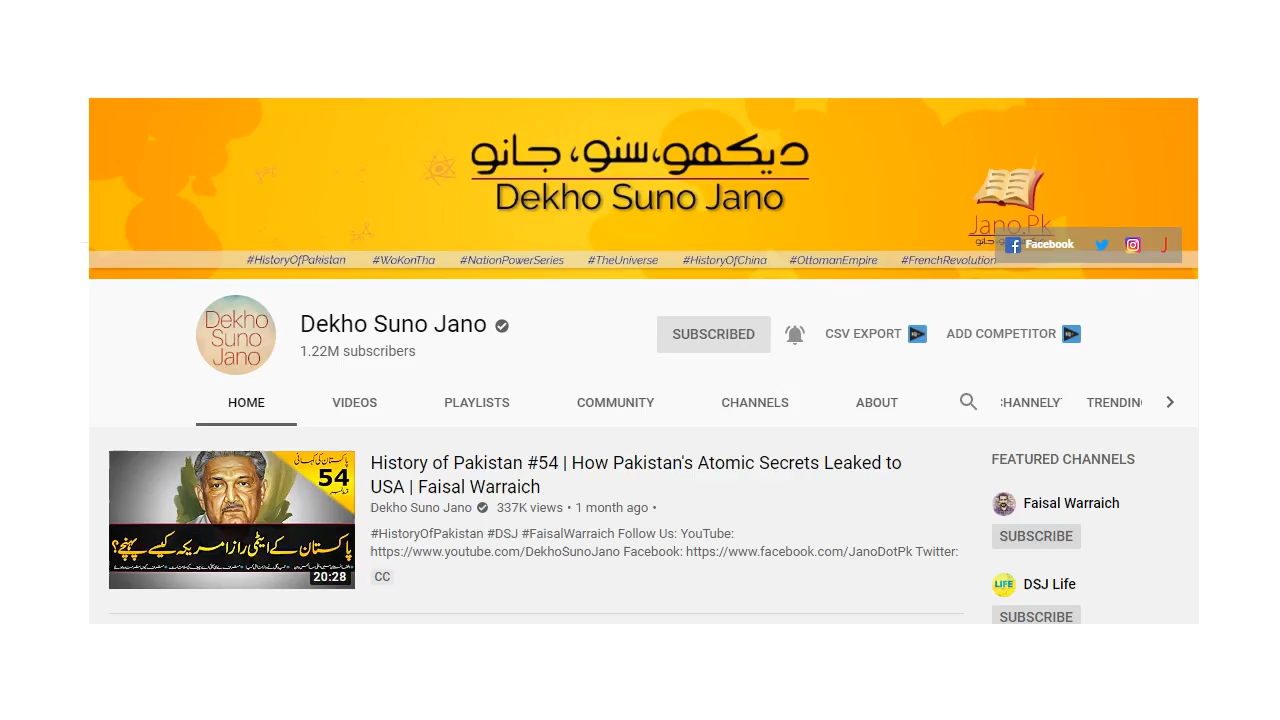 دیکھو،سنو، جانو
Dekho Suno Jano
Jano.Pk
Facebook
#HistoryOfPakistan #WoKonTha #NationPowerSeries #TheUniverse #HistoryOfChina #OttomanEmpire #FrenchRevolution
Dekho
Suno
Jano
Dekho Suno Jano
1.22M subscribers
SUBSCRIBED
CSV EXPORT
ADD COMPETITOR
HOME VIDEOS PLAYLISTS COMMUNITY CHANNELS ABOUT HANNELY TRENDIN
پاکستان کی کہانی
54
پاکستان کے ایٹمی راز امریکہ کیسے پہنچے؟
20:28
History of Pakistan #54 | How Pakistan's Atomic Secrets Leaked to
USA | Faisal Warraich
Dekho Suno Jano 337K views • 1 month ago •
#HistoryOfPakistan #DSJ #FaisalWarraich Follow Us: YouTube:
https://www.youtube.com/DekhoSunoJano Facebook: https://www.facebook.com/JanoDotPk Twitter:
CC
FEATURED CHANNELS
Faisal Warraich
SUBSCRIBE
LIFE
DSJ Life
SUBSCRIBE